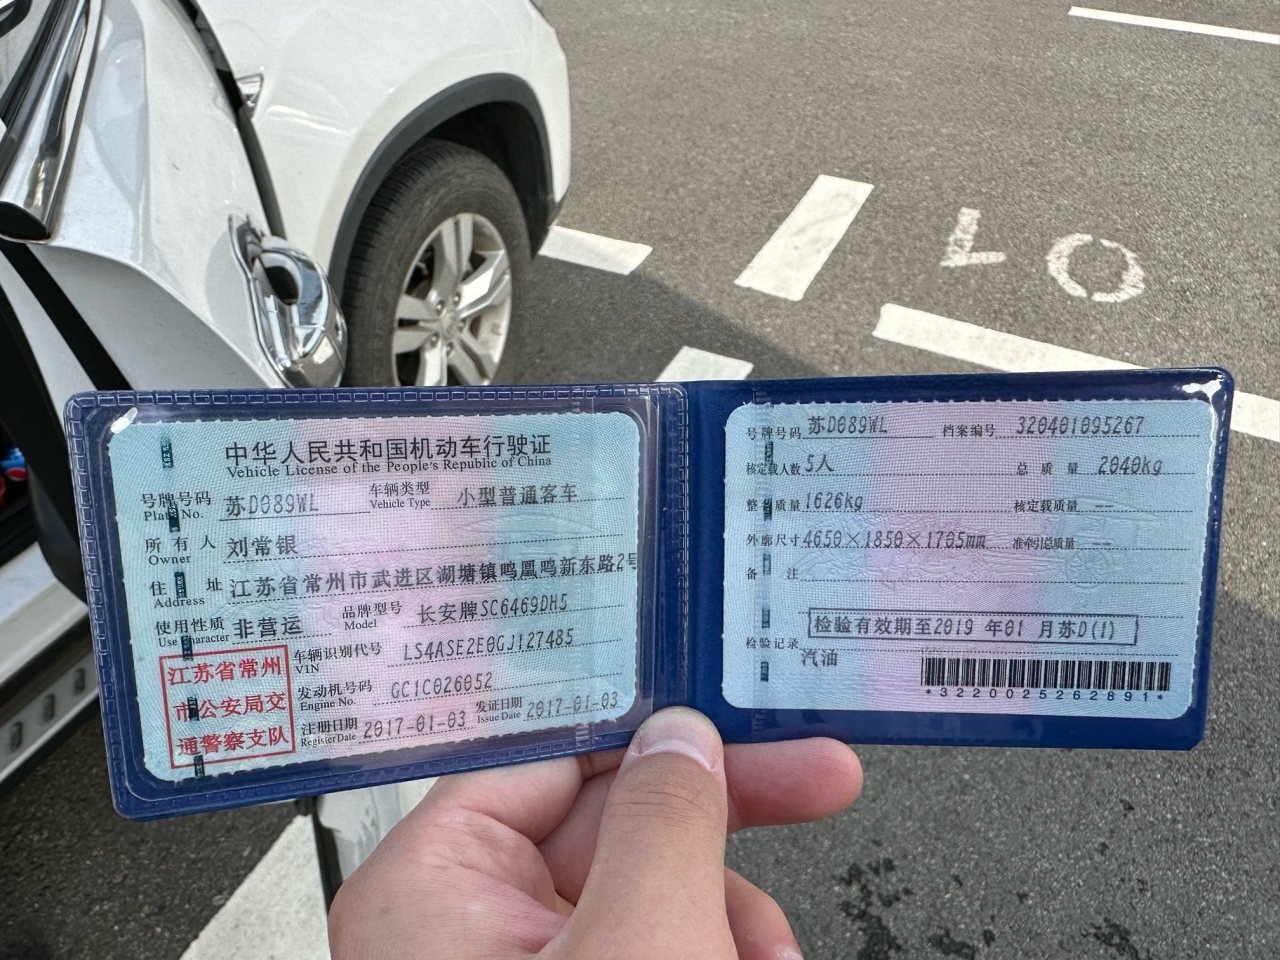 中华人民共和国机动车行驶证
Vehicle License of the People's Republic of China
号牌号码 苏D089WL 车辆类型 小型普通客车
Plate No. Vehicle Type
所有人 刘常银
Owner
住址 江苏省常州市武进区湖塘镇鸣凰鸣新东路2号
Address
使用性质 非营运 品牌型号 长安牌SC6469DH5
Use Character Model
江苏省常州
市公安局交
通警察支队
车辆识别代号 LS4ASE2E0GJ127485
VIN
发动机号码 GC1C026052
Engine No.
注册日期 2017-01-03 发证日期 2017-01-03
Register Date Issue Date
号牌号码 苏D089WL 档案编号 320401095267
核定载人数 5人 总质量 2040kg
整备质量 1626kg 核定载质量 --
外廓尺寸 4650×1850×1705mm 准牵引总质量 --
备注
检验记录 检验有效期至2019 年01 月苏D(1)
汽油
*3220025262891*